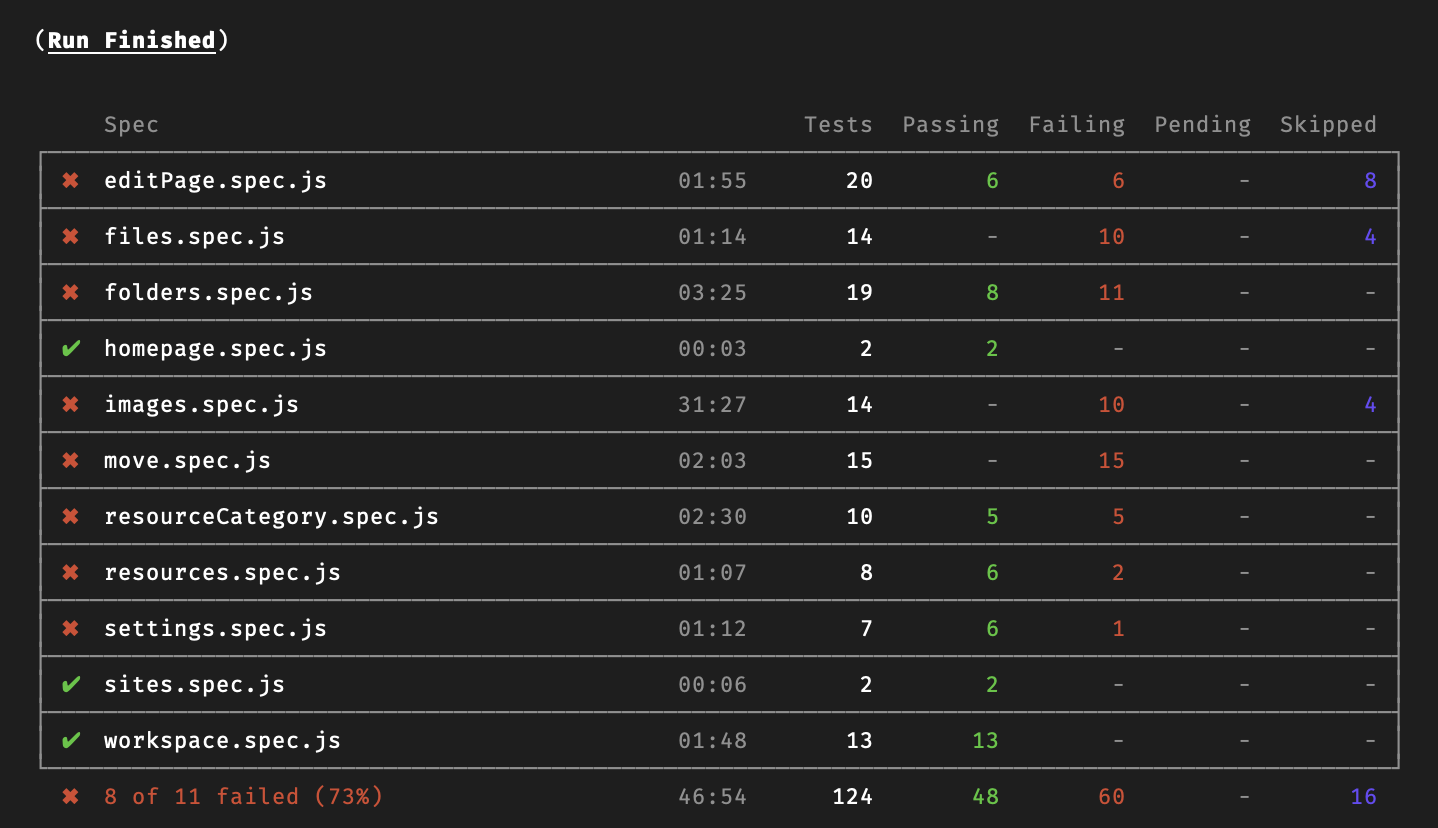 (Run Finished)
Spec Tests Passing Failing Pending Skipped
✖ editPage.spec.js 01:55 20 6 6 - 8
✖ files.spec.js 01:14 14 - 10 - 4
✖ folders.spec.js 03:25 19 8 11 - -
✔ homepage.spec.js 00:03 2 2 - - -
✖ images.spec.js 31:27 14 - 10 - 4
✖ move.spec.js 02:03 15 - 15 - -
✖ resourceCategory.spec.js 02:30 10 5 5 - -
✖ resources.spec.js 01:07 8 6 2 - -
✖ settings.spec.js 01:12 7 6 1 - -
✔ sites.spec.js 00:06 2 2 - - -
✔ workspace.spec.js 01:48 13 13 - - -
✖ 8 of 11 failed (73%) 46:54 124 48 60 - 16